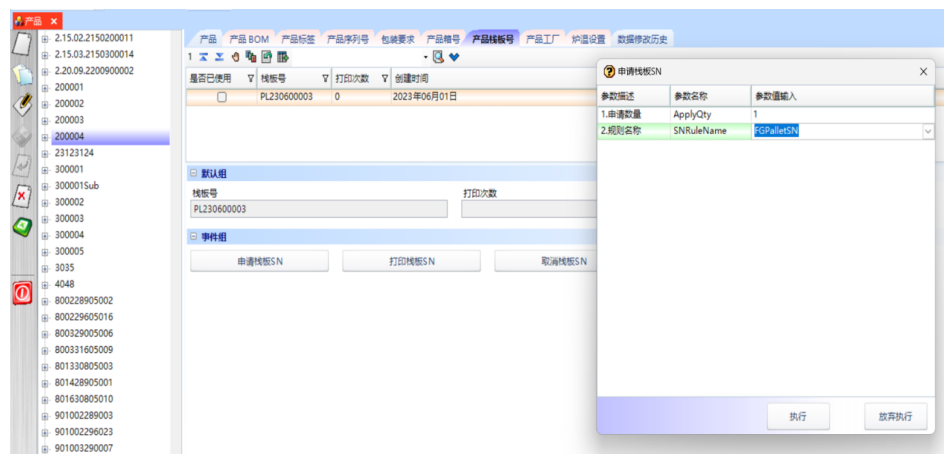 产品
2.15.02.2150200011
2.15.03.2150300014
2.20.09.2200900002
200001
200002
200003
200004
23123124
300001
300001Sub
300002
300003
300004
300005
3035
4048
800228905002
800229605016
800329005006
800331605009
801330805003
801428905001
801630805010
901002289003
901002296023
901003290007
产品 产品 BOM 产品标签 产品序列号 包装要求 产品箱号 产品栈板号 产品工厂 炉温设置 数据修改历史
1
是否已使用 栈板号 打印次数 创建时间
PL230600003 0 2023年06月01日
默认组
栈板号 打印次数
PL230600003
事件组
申请栈板SN 打印栈板SN 取消栈板SN
申请栈板SN
参数描述 参数名称 参数值输入
1.申请数量 ApplyQty 1
2.规则名称 SNRuleName FGPalletSN
执行 放弃执行